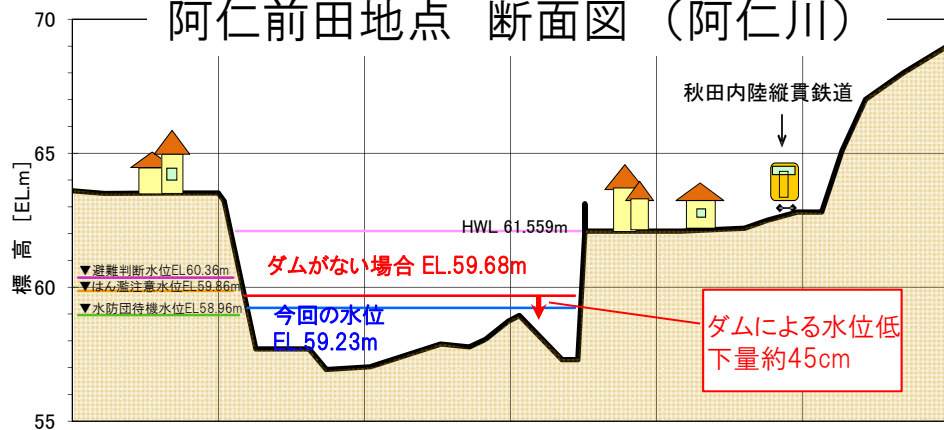 阿仁前田地点 断面図 （阿仁川）
70
秋田内陸縦貫鉄道
65
標高 [EL.m]
HWL 61.559m
ダムがない場合 EL.59.68m
▼避難判断水位EL60.36m
▼はん濫注意水位EL59.86m
60
▼水防団待機水位EL58.96m
今回の水位
EL.59.23m
ダムによる水位低
下量約45cm
55